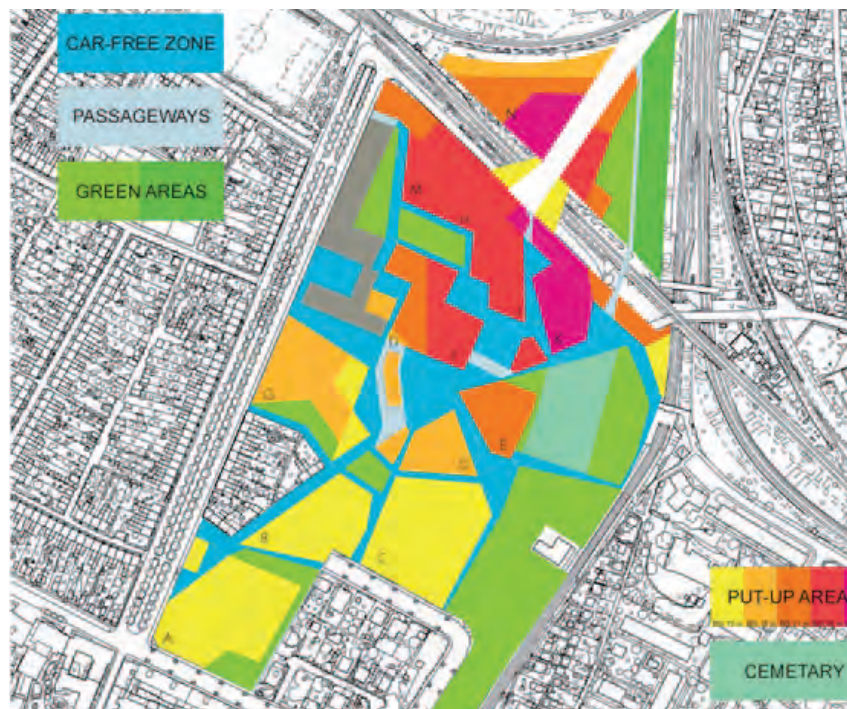 CAR-FREE ZONE
PASSAGEWAYS
GREEN AREAS
N
M
H
G
E
B
C
A
PUT-UP AREA
CEMETARY